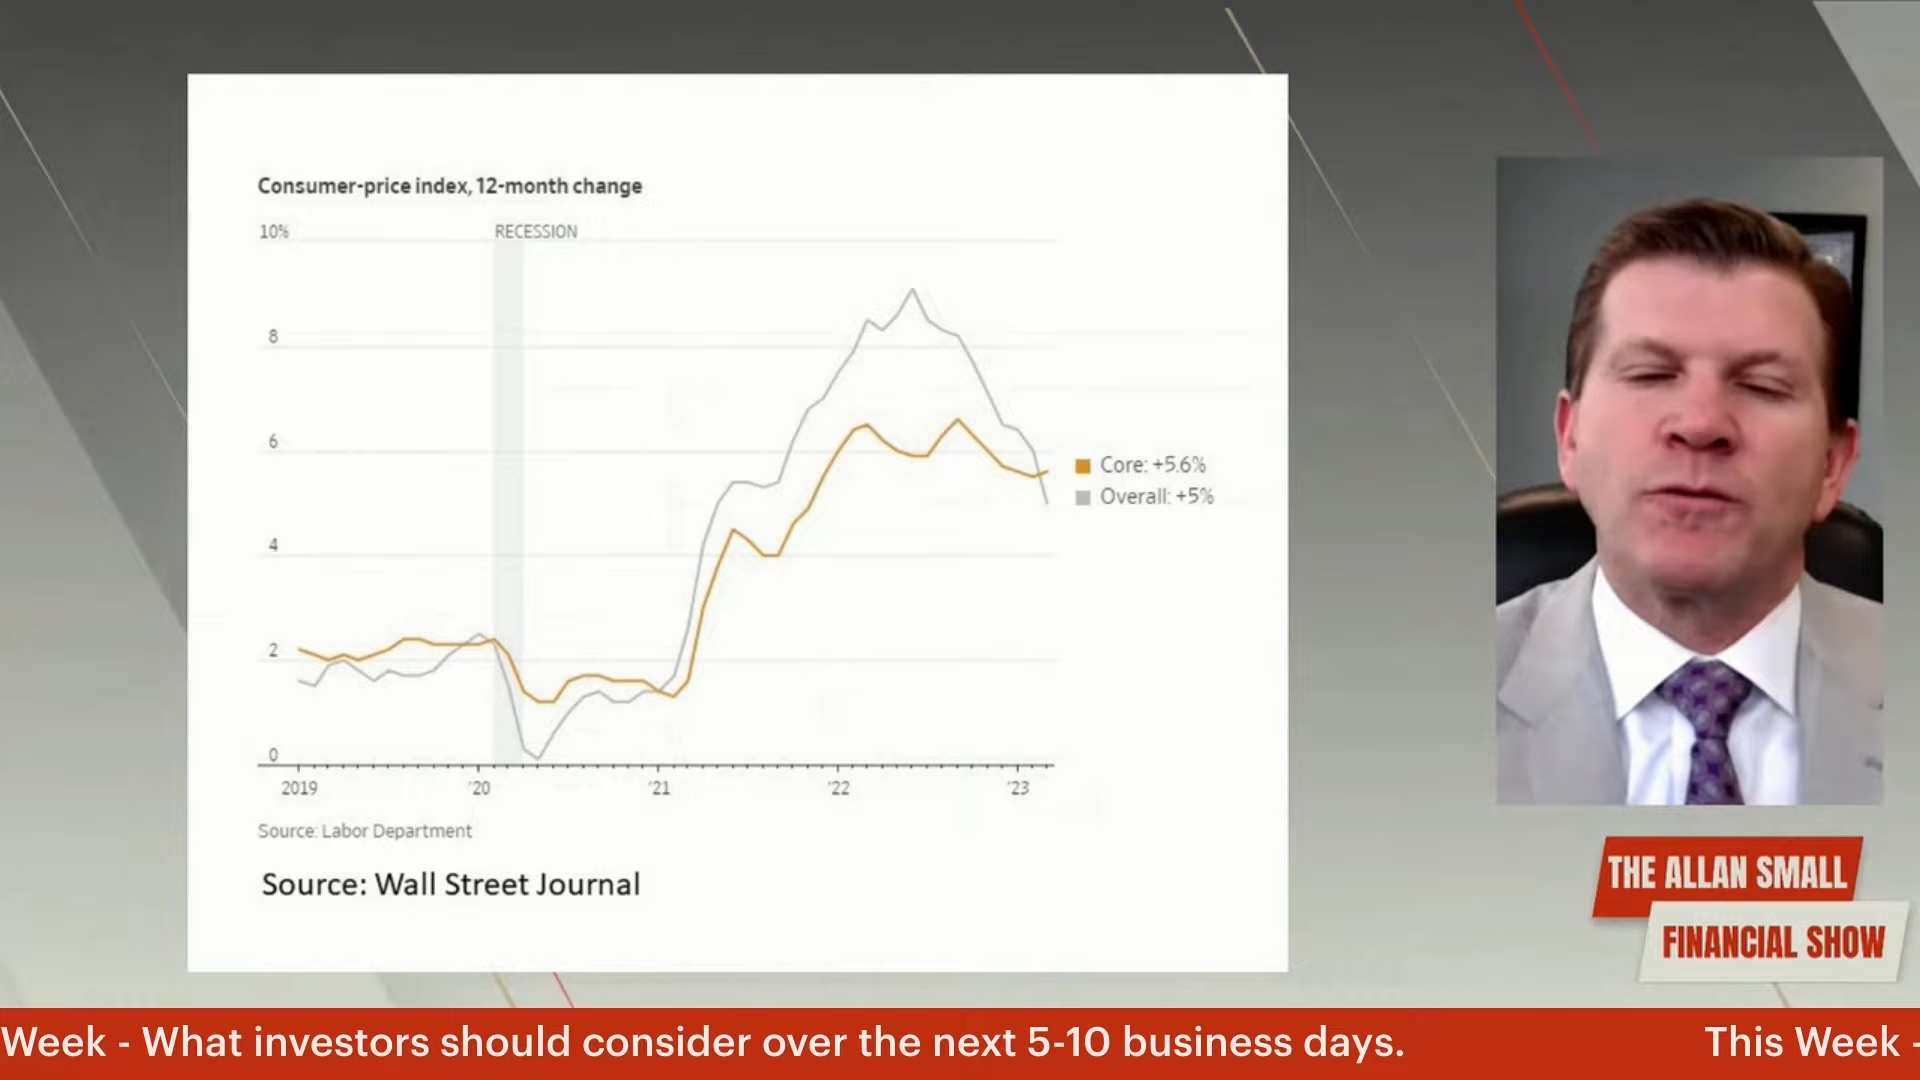 Consumer-price index, 12-month change
10%
RECESSION
8
6
Core: +5.6%
Overall: +5%
4
2
0
2019
'20
'21
'22
'23
Source: Labor Department
Source: Wall Street Journal
THE ALLAN SMALL
FINANCIAL SHOW
Week - What investors should consider over the next 5-10 business days.
This Week -